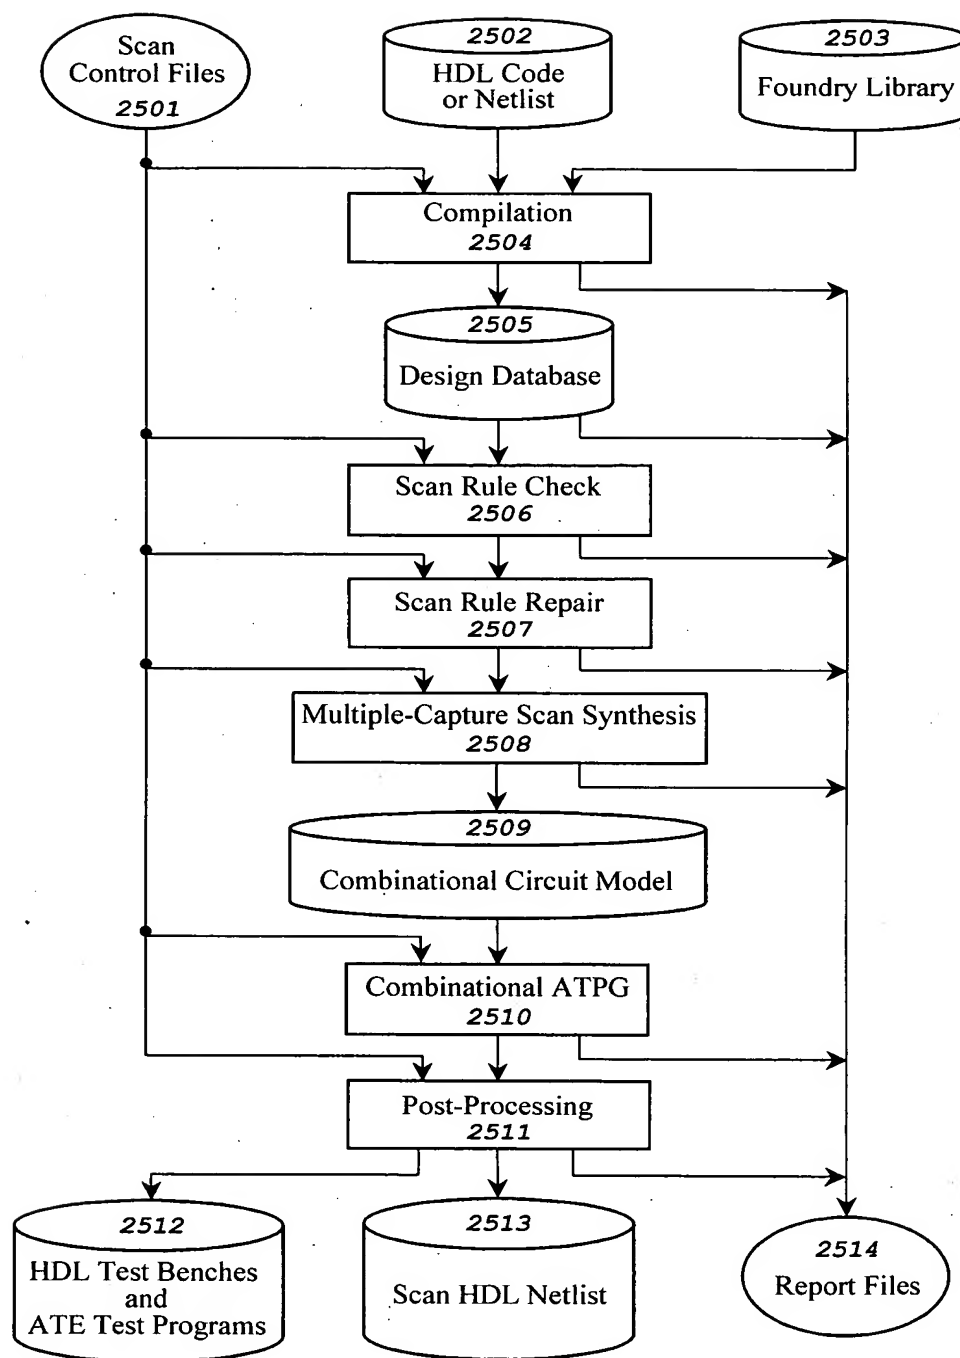 Scan
Control Files
2501
2502
HDL Code
or Netlist
2503
Foundry Library
Compilation
2504
2505
Design Database
Scan Rule Check
2506
Scan Rule Repair
2507
Multiple-Capture Scan Synthesis
2508
2509
Combinational Circuit Model
Combinational ATPG
2510
Post-Processing
2511
2512
HDL Test Benches
and
ATE Test Programs
2513
Scan HDL Netlist
2514
Report Files